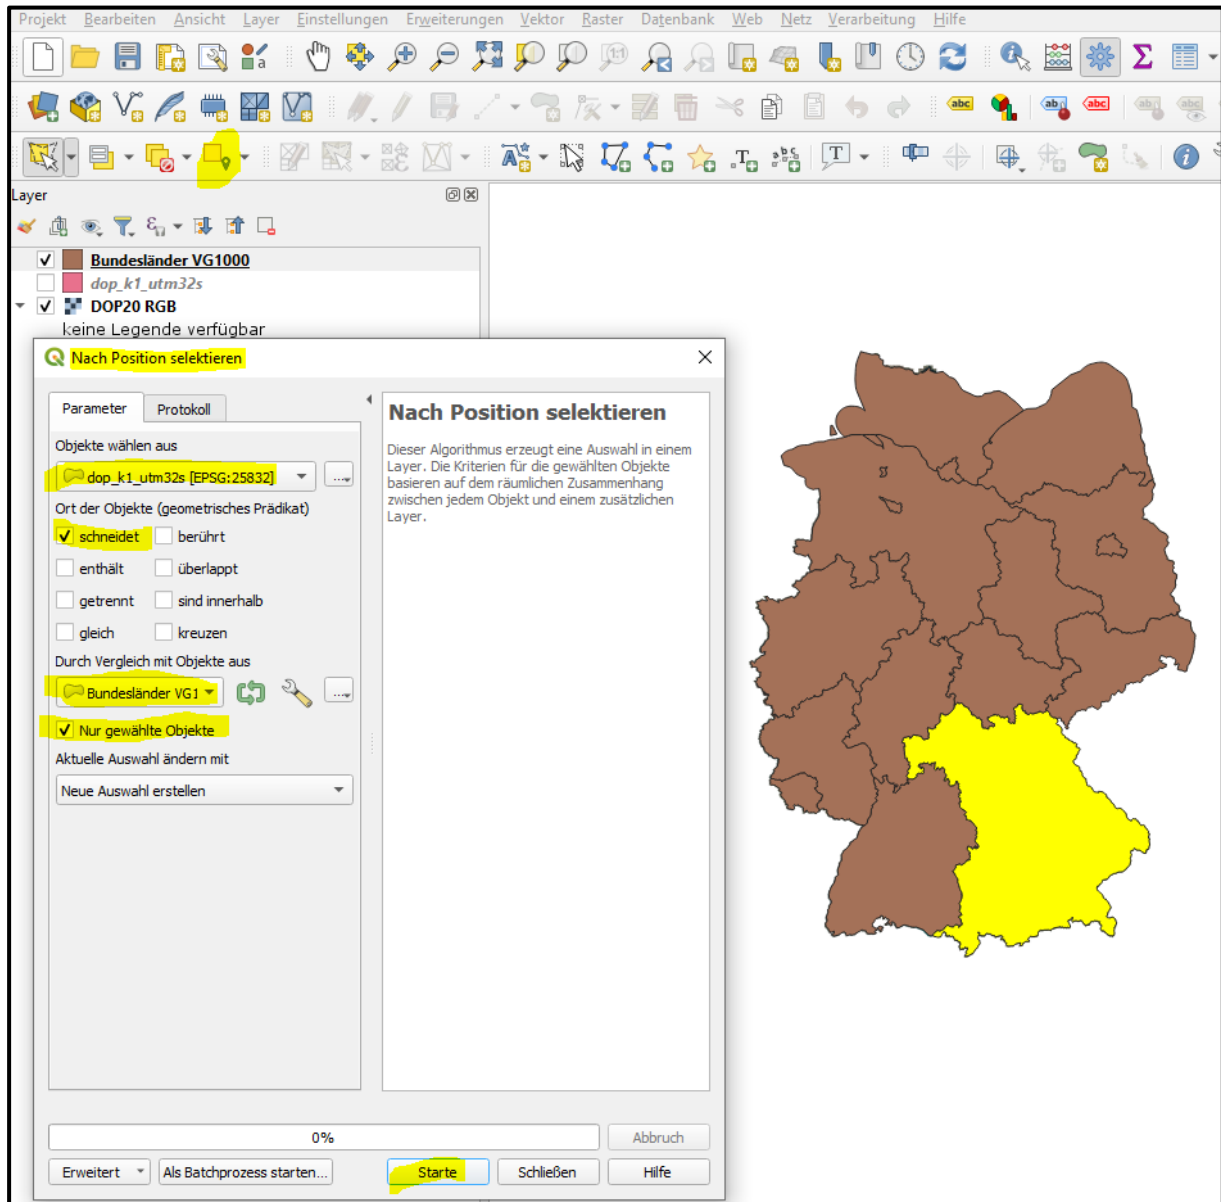 Projekt Bearbeiten Ansicht Layer Einstellungen Erweiterungen Vektor Raster Datenbank Web Netz Verarbeitung Hilfe
Layer
Bundesländer VG1000
dop_k1_utm32s
DOP20 RGB
keine Legende verfügbar
Nach Position selektieren
Parameter Protokoll
Objekte wählen aus
dop_k1_utm32s [EPSG:25832]
Ort der Objekte (geometrisches Prädikat)
schneidet berührt
enthält überlappt
getrennt sind innerhalb
gleich kreuzen
Durch Vergleich mit Objekte aus
Bundesländer VG1
Nur gewählte Objekte
Aktuelle Auswahl ändern mit
Neue Auswahl erstellen
Nach Position selektieren
Dieser Algorithmus erzeugt eine Auswahl in einem
Layer. Die Kriterien für die gewählten Objekte
basieren auf dem räumlichen Zusammenhang
zwischen jedem Objekt und einem zusätzlichen
Layer.
0% Abbruch
Erweitert Als Batchprozess starten... Starte Schließen Hilfe